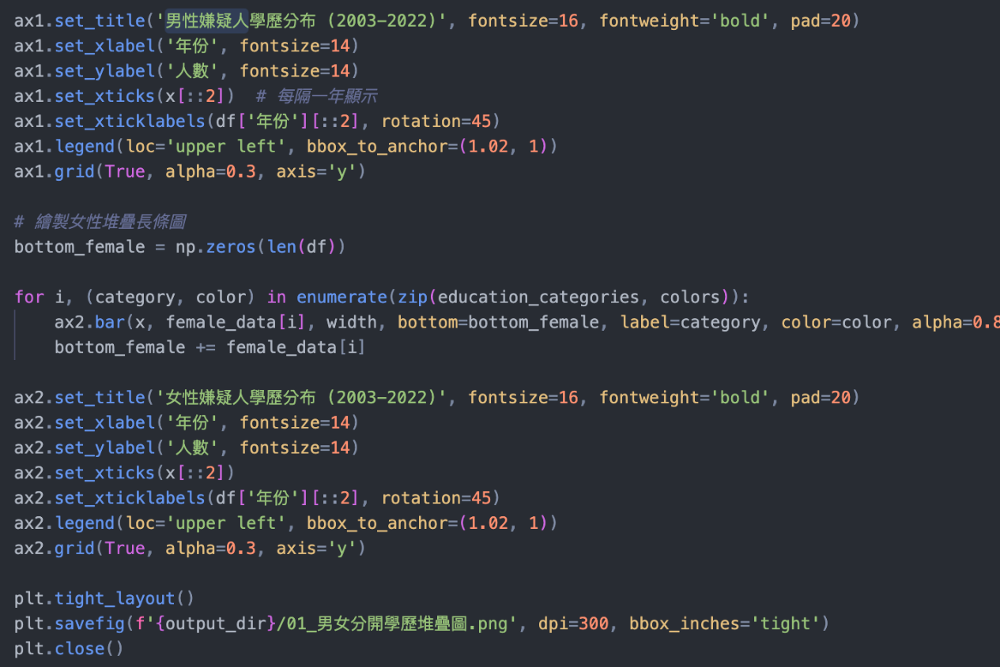 ax1.set_title('男性嫌疑人學歷分布 (2003-2022)', fontsize=16, fontweight='bold', pad=20)
ax1.set_xlabel('年份', fontsize=14)
ax1.set_ylabel('人數', fontsize=14)
ax1.set_xticks(x[::2])  # 每隔一年顯示
ax1.set_xticklabels(df['年份'][::2], rotation=45)
ax1.legend(loc='upper left', bbox_to_anchor=(1.02, 1))
ax1.grid(True, alpha=0.3, axis='y')
# 繪製女性堆疊長條圖
bottom_female = np.zeros(len(df))
for i, (category, color) in enumerate(zip(education_categories, colors)):
    ax2.bar(x, female_data[i], width, bottom=bottom_female, label=category, color=color, alpha=0.8
    bottom_female += female_data[i]
ax2.set_title('女性嫌疑人學歷分布 (2003-2022)', fontsize=16, fontweight='bold', pad=20)
ax2.set_xlabel('年份', fontsize=14)
ax2.set_ylabel('人數', fontsize=14)
ax2.set_xticks(x[::2])
ax2.set_xticklabels(df['年份'][::2], rotation=45)
ax2.legend(loc='upper left', bbox_to_anchor=(1.02, 1))
ax2.grid(True, alpha=0.3, axis='y')
plt.tight_layout()
plt.savefig(f'{output_dir}/01_男女分開學歷堆疊圖.png', dpi=300, bbox_inches='tight')
plt.close()